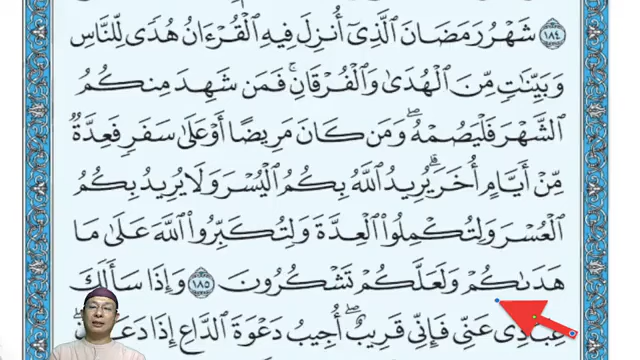 ﴿١٨٤﴾ شَهْرُ رَمَضَانَ ٱلَّذِىٓ أُنزِلَ فِيهِ ٱلْقُرْءَانُ هُدًى لِّلنَّاسِ
وَبَيِّنَٰتٍ مِّنَ ٱلْهُدَىٰ وَٱلْفُرْقَانِ ۚ فَمَن شَهِدَ مِنكُمُ
ٱلشَّهْرَ فَلْيَصُمْهُ ۖ وَمَن كَانَ مَرِيضًا أَوْ عَلَىٰ سَفَرٍ فَعِدَّةٌ
مِّنْ أَيَّامٍ أُخَرَ ۗ يُرِيدُ ٱللَّهُ بِكُمُ ٱلْيُسْرَ وَلَا يُرِيدُ بِكُمُ
ٱلْعُسْرَ وَلِتُكْمِلُوا۟ ٱلْعِدَّةَ وَلِتُكَبِّرُوا۟ ٱللَّهَ عَلَىٰ مَا
هَدَىٰكُمْ وَلَعَلَّكُمْ تَشْكُرُونَ ﴿١٨٥﴾ وَإِذَا سَأَلَكَ
عِبَادِى عَنِّى فَإِنِّى قَرِيبٌ ۖ أُجِيبُ دَعْوَةَ ٱلدَّاعِ إِذَا دَعَانِ ۖ